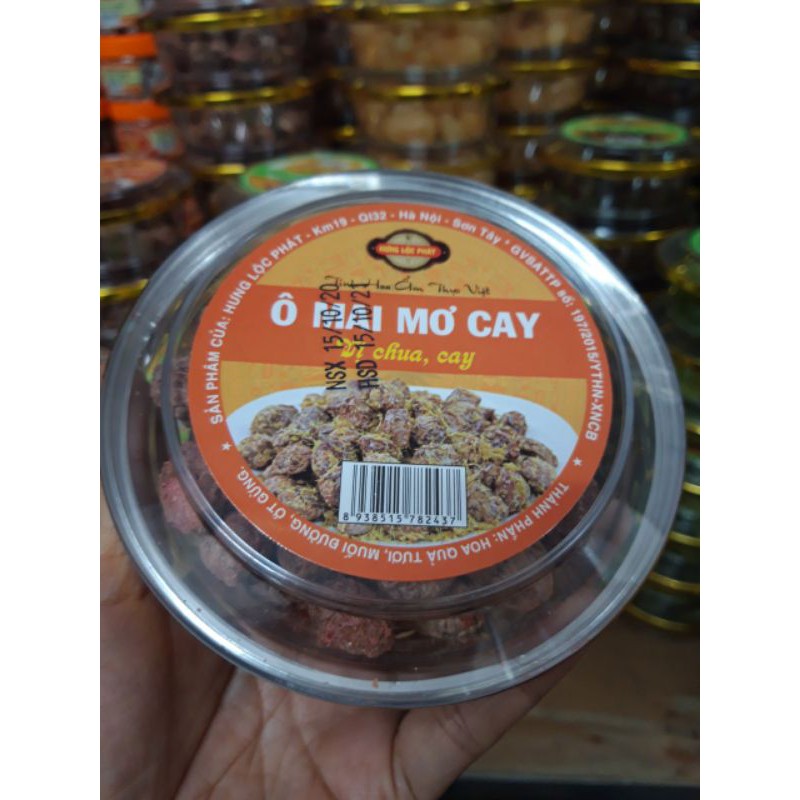 SẢN PHẨM CỦA: HƯNG LỘC PHÁT - Km19 - Ql32 - Hà Nội - Sơn Tây * GVSATTP số: 197/2015/YTHN-XNCB
HƯNG LỘC PHÁT
Tinh Hoa Ẩm Thực Việt
Ô MAI MƠ CAY
Vị chua, cay
NSX 15/10/20
HSD 15/10/21
8 938515 782437
THÀNH PHẦN: HOA QUẢ TƯƠI, MUỐI ĐƯỜNG, ỚT GỪNG.